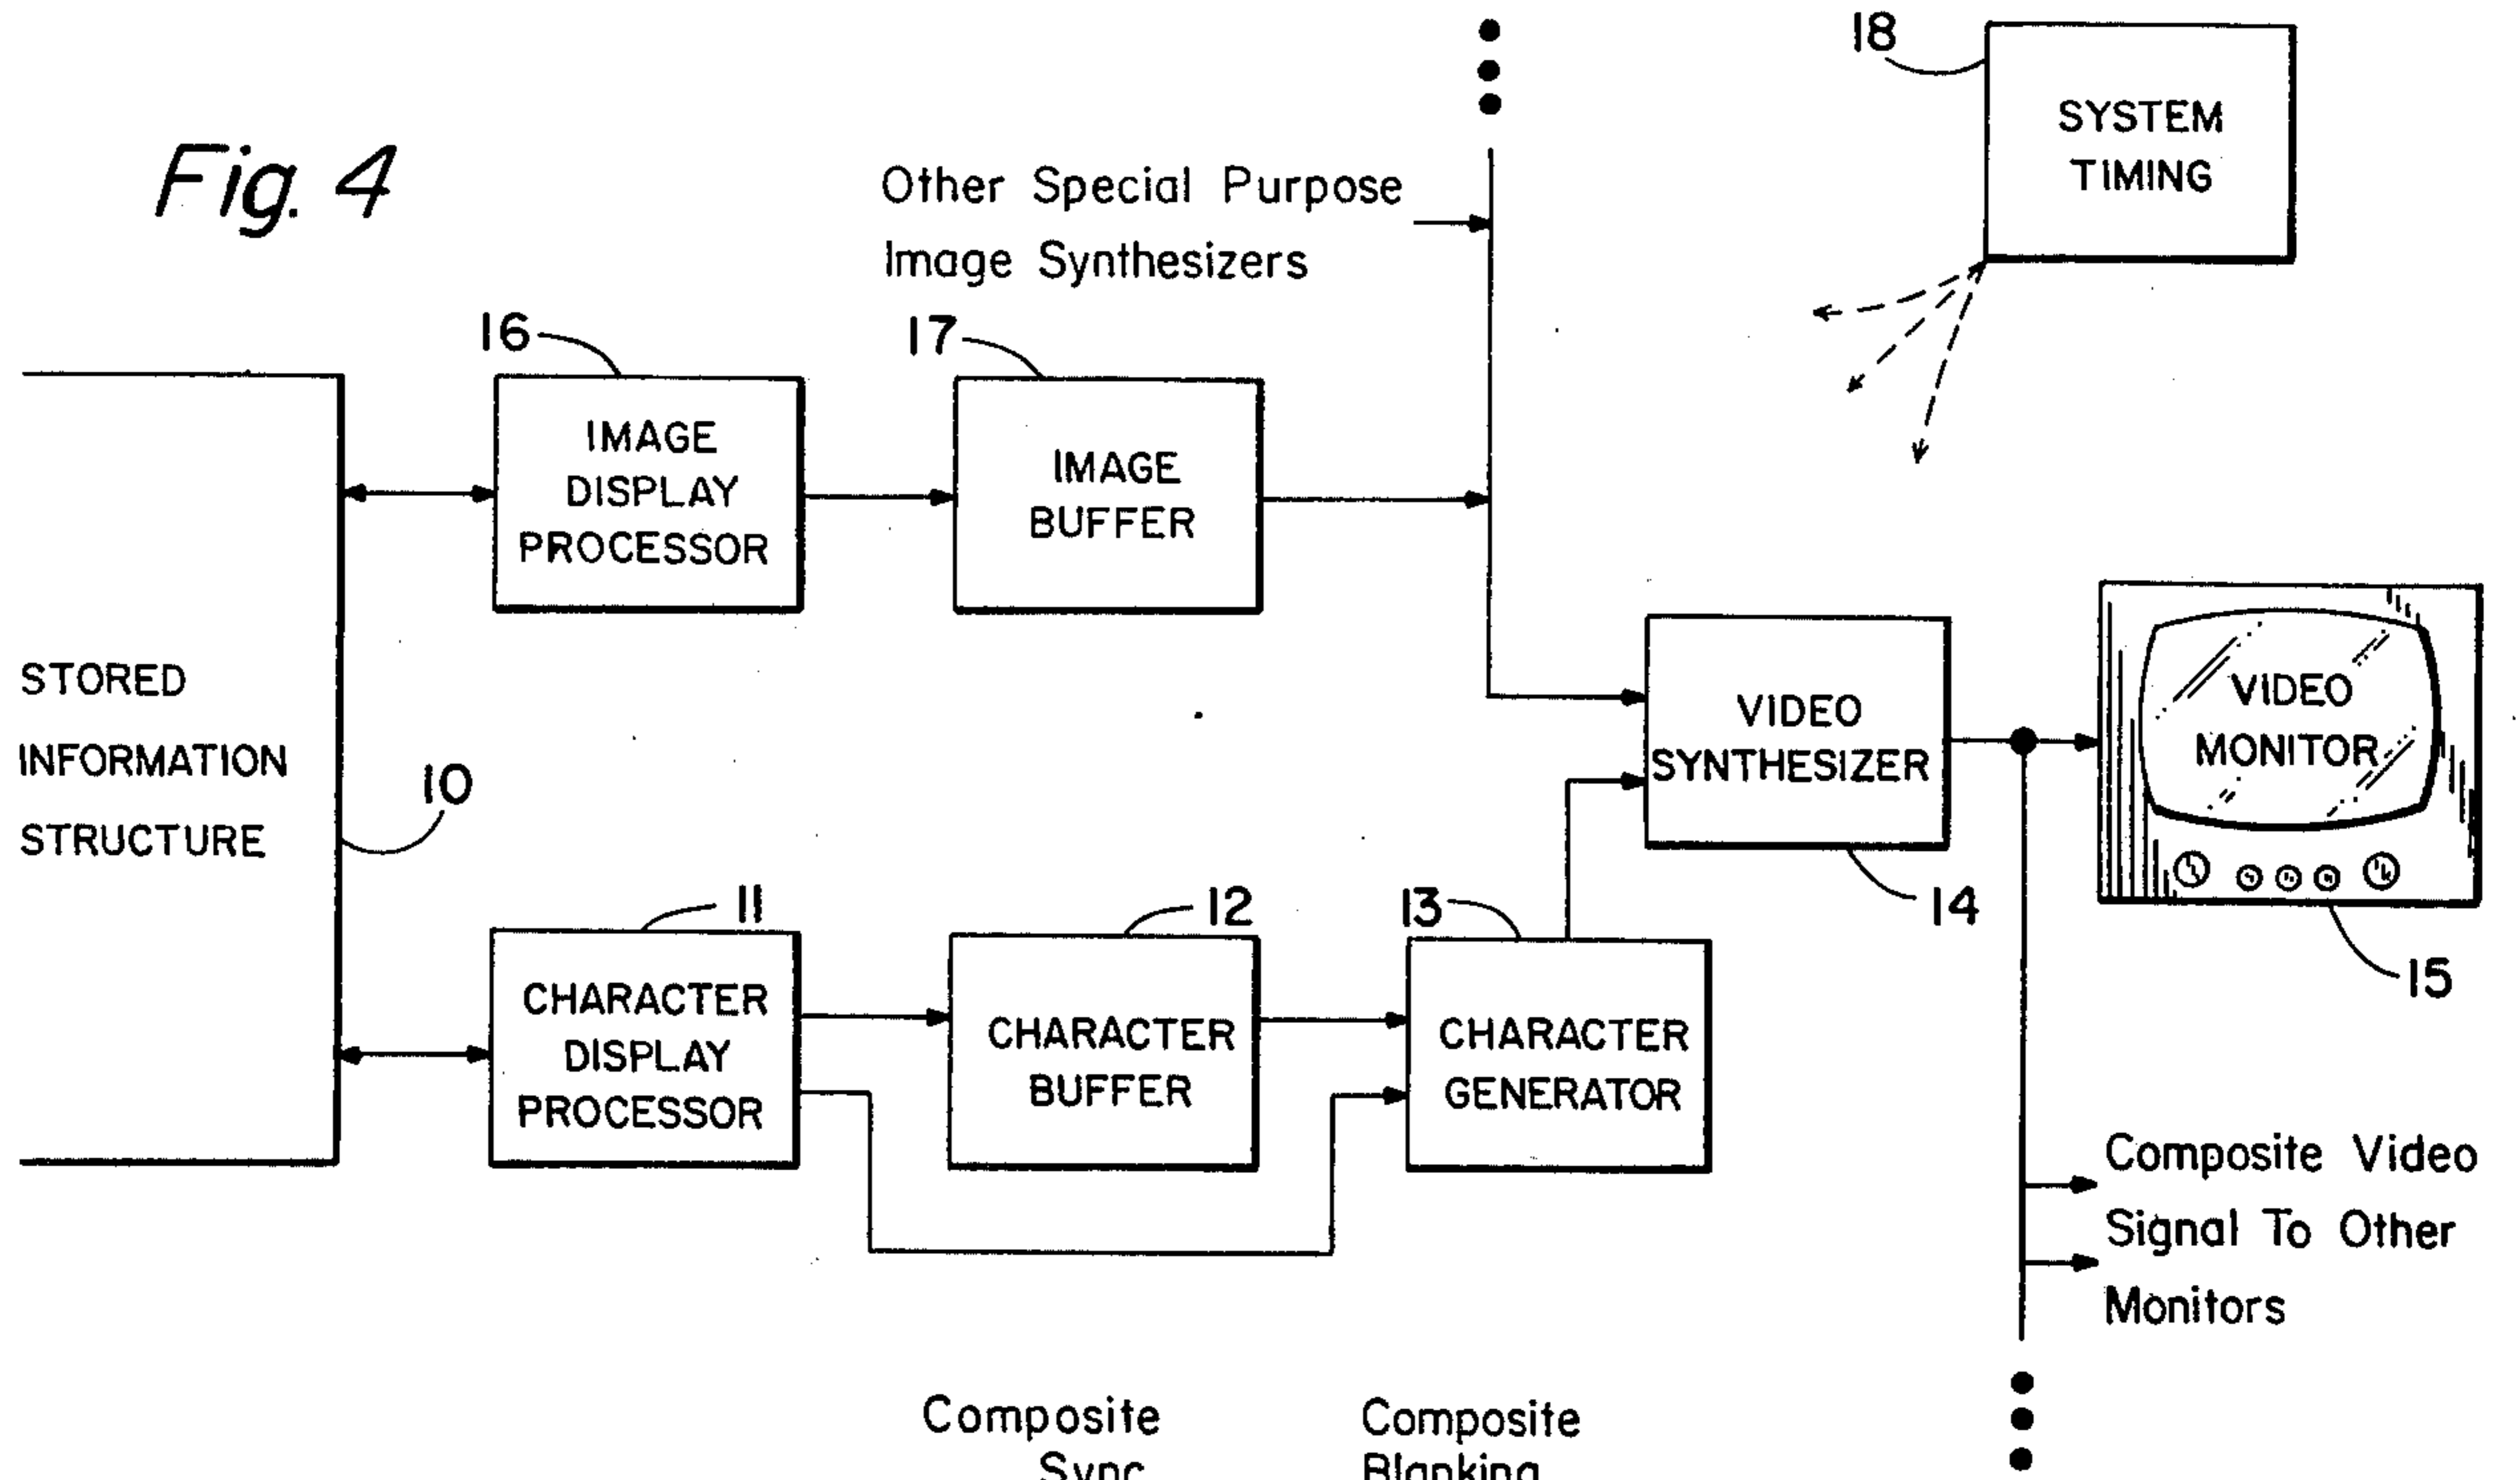 Fig. 4
18
SYSTEM
TIMING
Other Special Purpose
Image Synthesizers
16
IMAGE
DISPLAY
PROCESSOR
17
IMAGE
BUFFER
STORED
INFORMATION
STRUCTURE
10
VIDEO
SYNTHESIZER
14
VIDEO
MONITOR
15
11
CHARACTER
DISPLAY
PROCESSOR
12
CHARACTER
BUFFER
13
CHARACTER
GENERATOR
Composite Video
Signal To Other
Monitors
Composite
Sync
Composite
Blanking